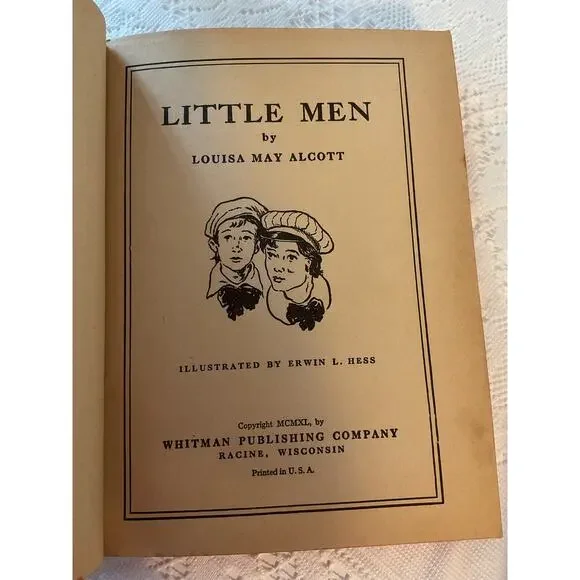 LITTLE MEN
by
LOUISA MAY ALCOTT
ILLUSTRATED BY ERWIN L. HESS
Copyright MCMXL, by
WHITMAN PUBLISHING COMPANY
RACINE, WISCONSIN
Printed in U. S. A.